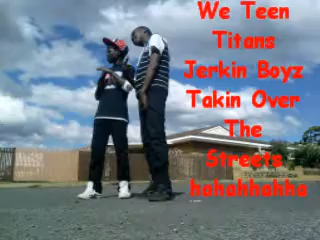 We Teen
Titans
Jerkin Boyz
Takin Over
The
Streets
hahahhahha